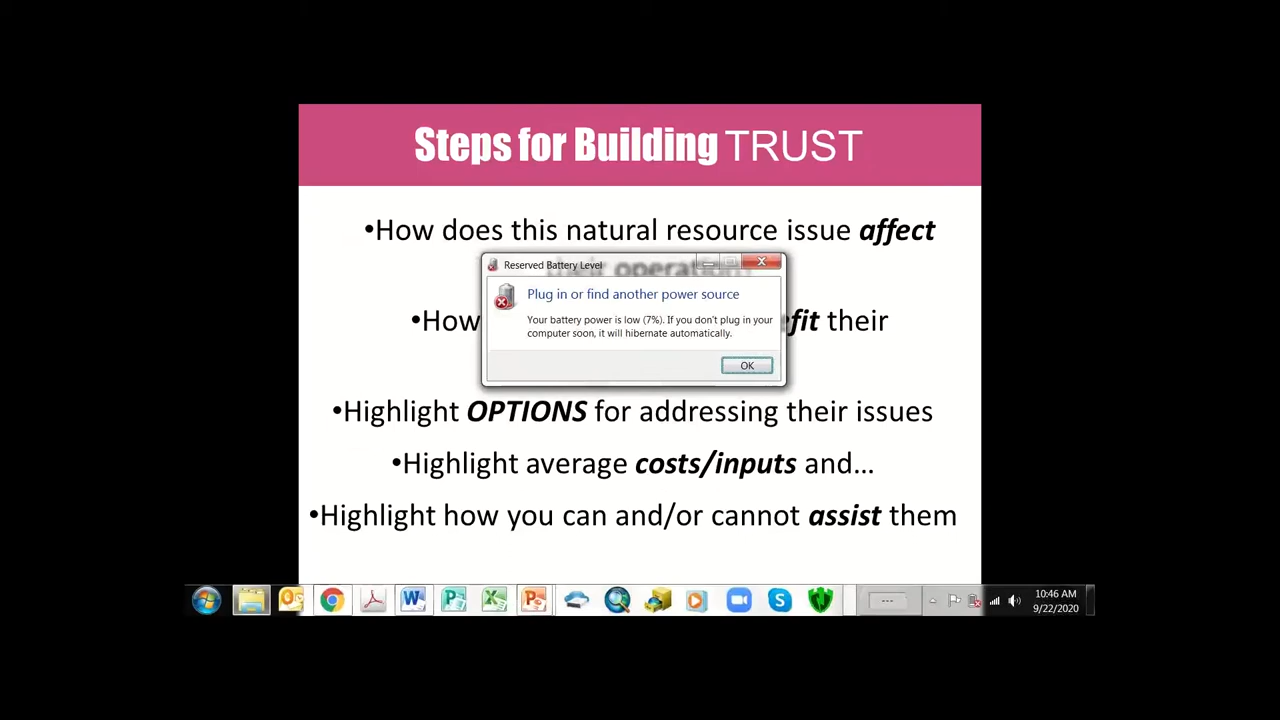 Steps for Building TRUST
•How does this natural resource issue affect
their operation?
Reserved Battery Level
Plug in or find another power source
•How
fit their
Your battery power is low (7%). If you don't plug in your
computer soon, it will hibernate automatically.
OK
•Highlight OPTIONS for addressing their issues
•Highlight average costs/inputs and...
•Highlight how you can and/or cannot assist them
10:46 AM
9/22/2020